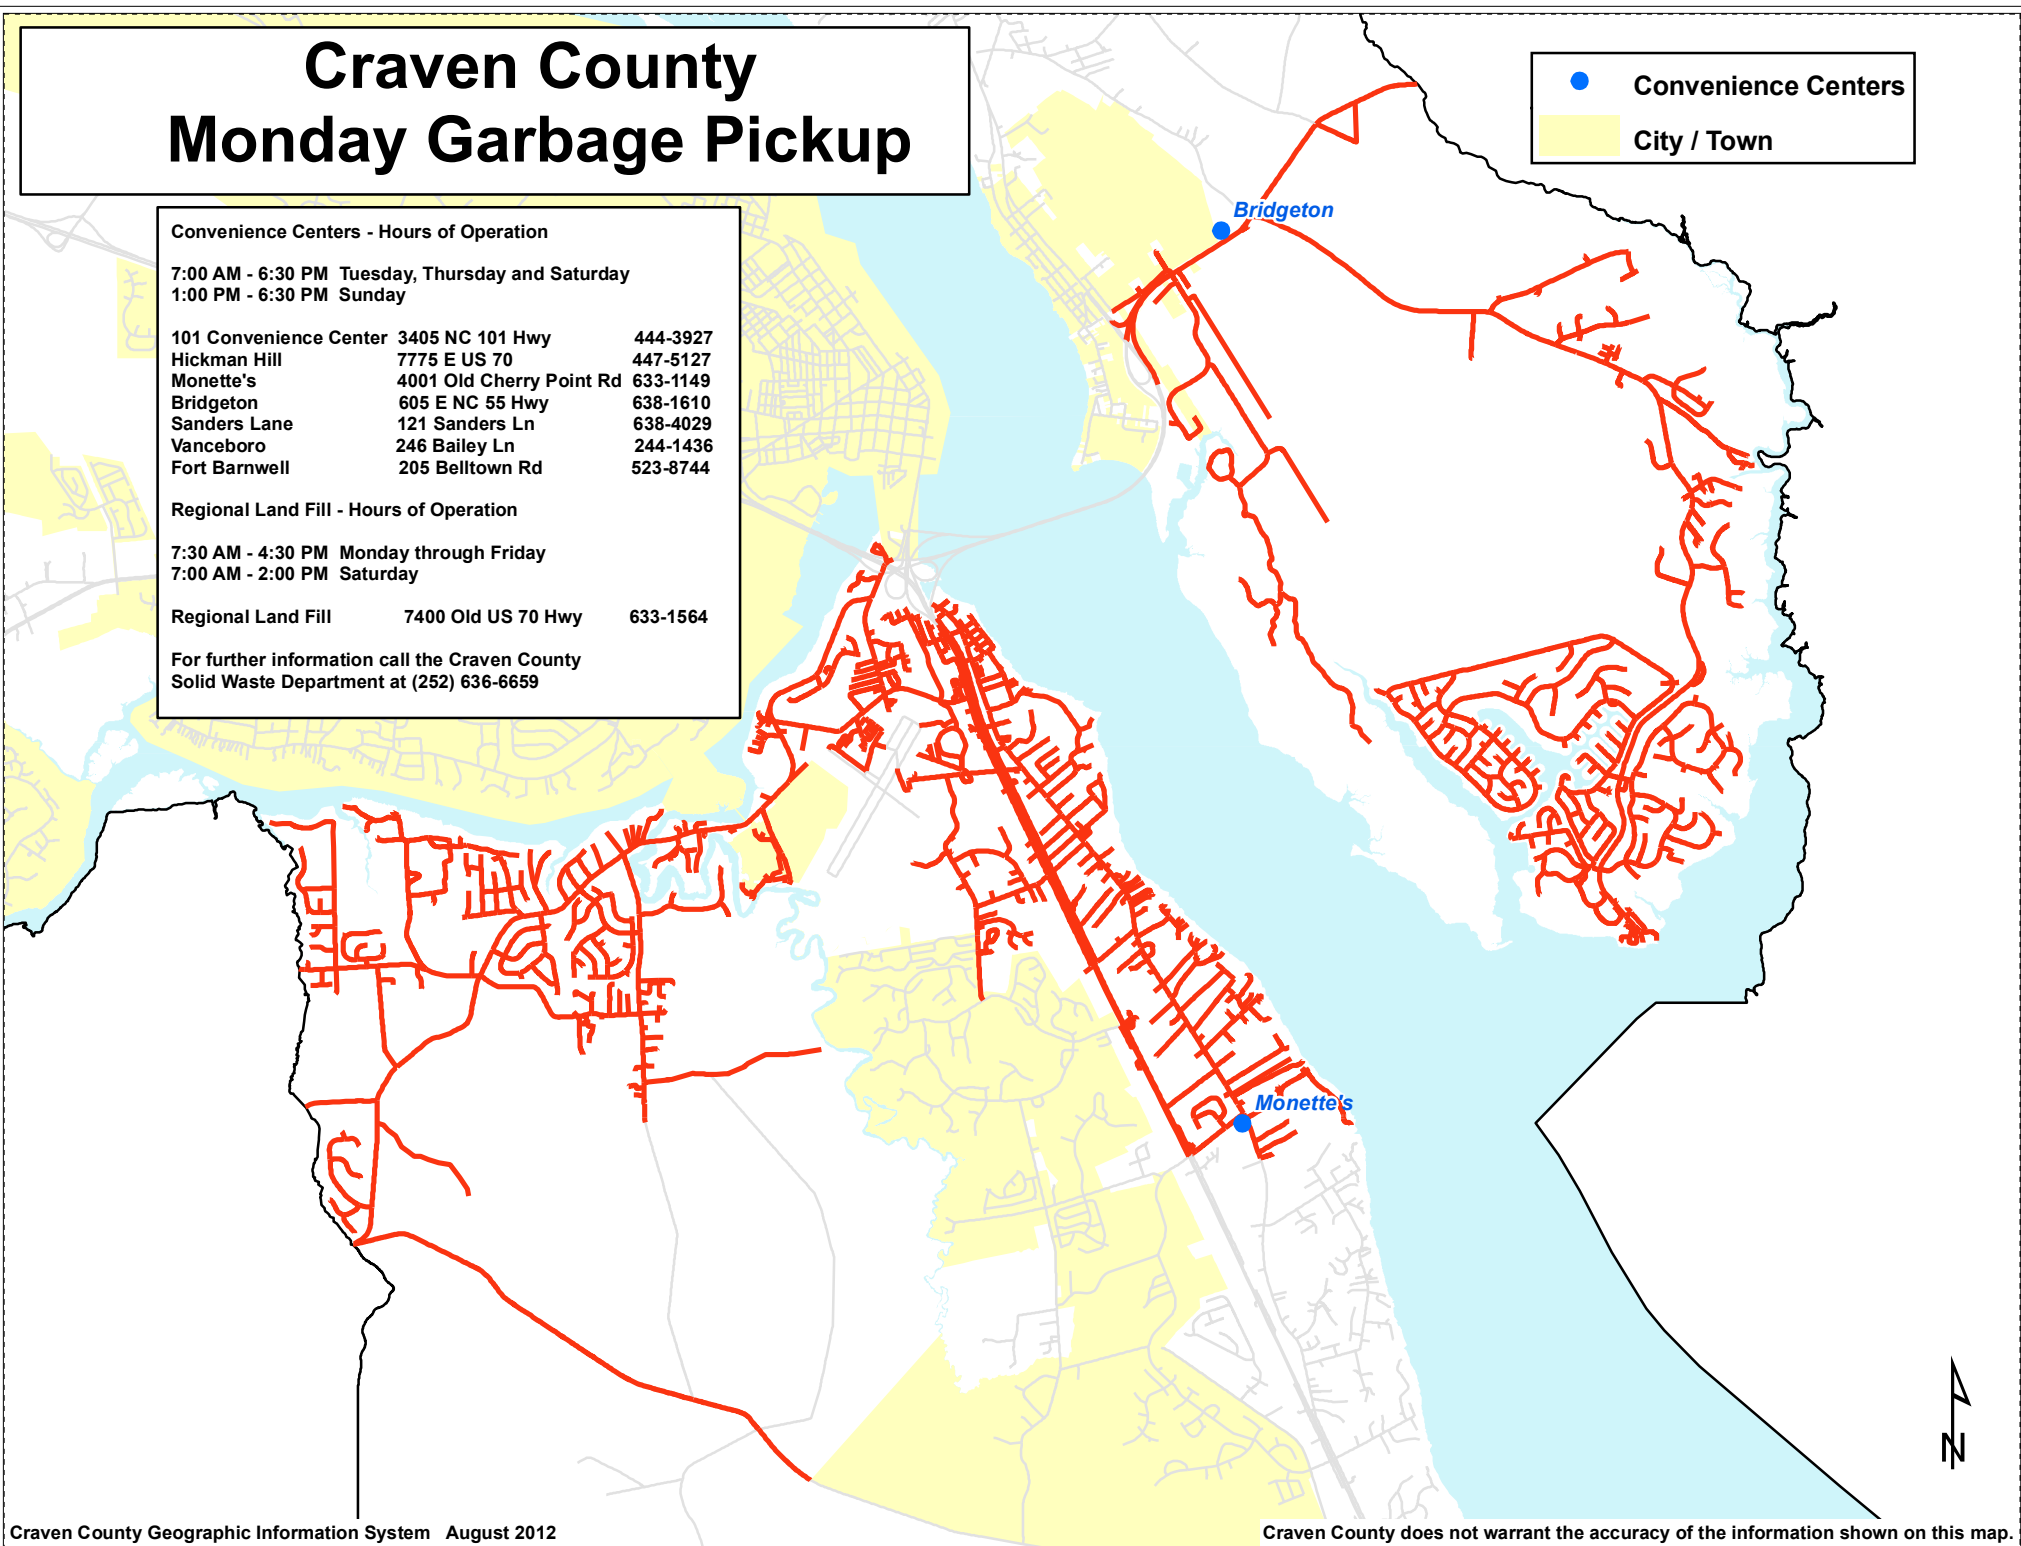 Craven County
Monday Garbage Pickup
Convenience Centers
City / Town
Convenience Centers - Hours of Operation
7:00 AM - 6:30 PM  Tuesday, Thursday and Saturday
1:00 PM - 6:30 PM  Sunday
101 Convenience Center  3405 NC 101 Hwy  444-3927
Hickman Hill  7775 E US 70  447-5127
Monette's  4001 Old Cherry Point Rd  633-1149
Bridgeton  605 E NC 55 Hwy  638-1610
Sanders Lane  121 Sanders Ln  638-4029
Vanceboro  246 Bailey Ln  244-1436
Fort Barnwell  205 Belltown Rd  523-8744
Regional Land Fill - Hours of Operation
7:30 AM - 4:30 PM  Monday through Friday
7:00 AM - 2:00 PM  Saturday
Regional Land Fill  7400 Old US 70 Hwy  633-1564
For further information call the Craven County
Solid Waste Department at (252) 636-6659
Bridgeton
Monette's
N
Craven County Geographic Information System  August 2012
Craven County does not warrant the accuracy of the information shown on this map.